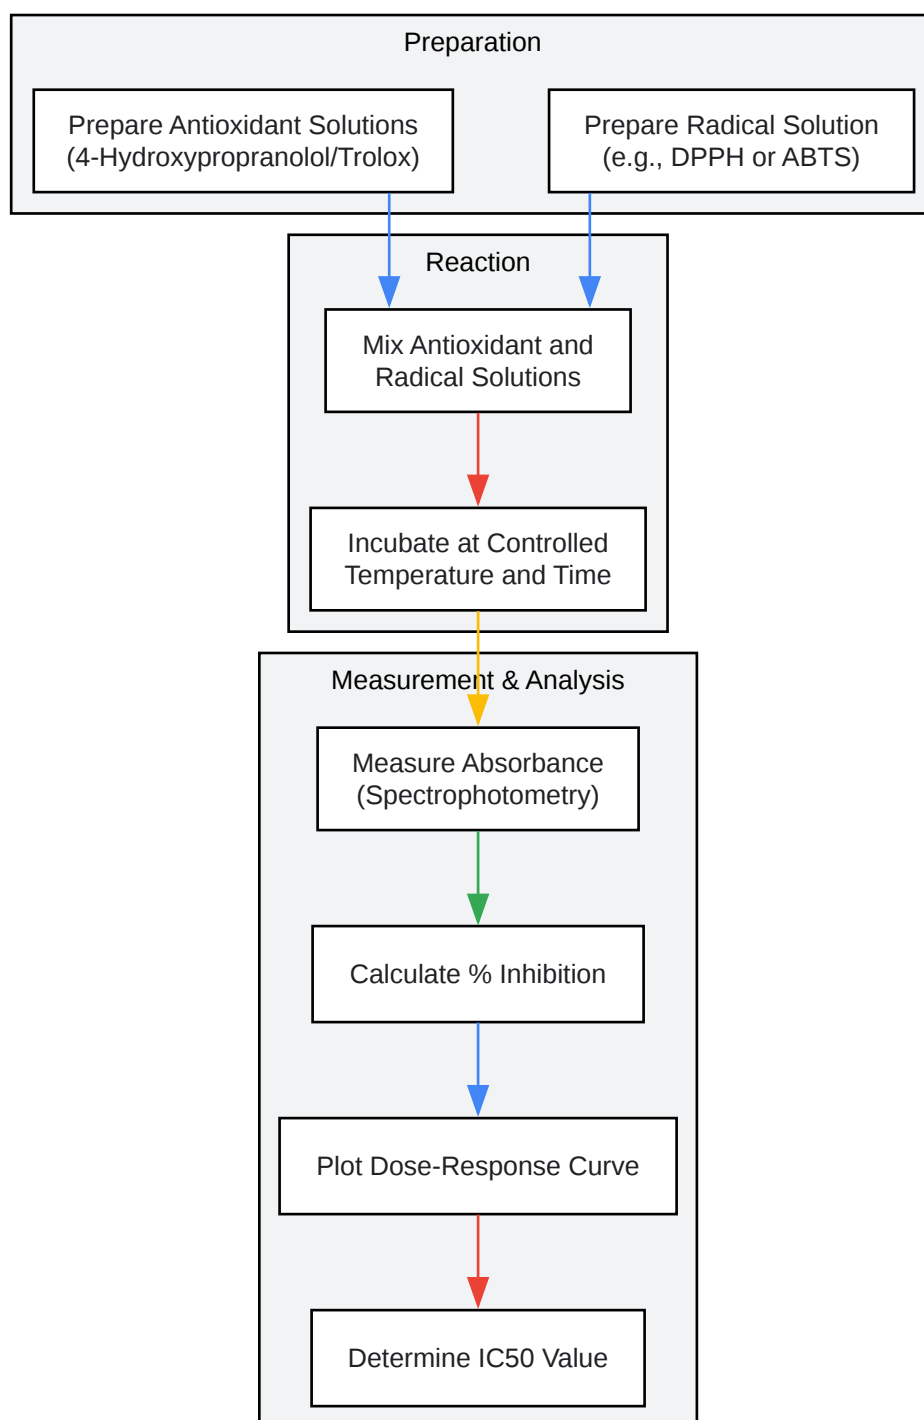 Preparation
Prepare Antioxidant Solutions
(4-Hydroxypropranolol/Trolox)
Prepare Radical Solution
(e.g., DPPH or ABTS)
Reaction
Mix Antioxidant and
Radical Solutions
Incubate at Controlled
Temperature and Time
Measurement & Analysis
Measure Absorbance
(Spectrophotometry)
Calculate % Inhibition
Plot Dose-Response Curve
Determine IC50 Value